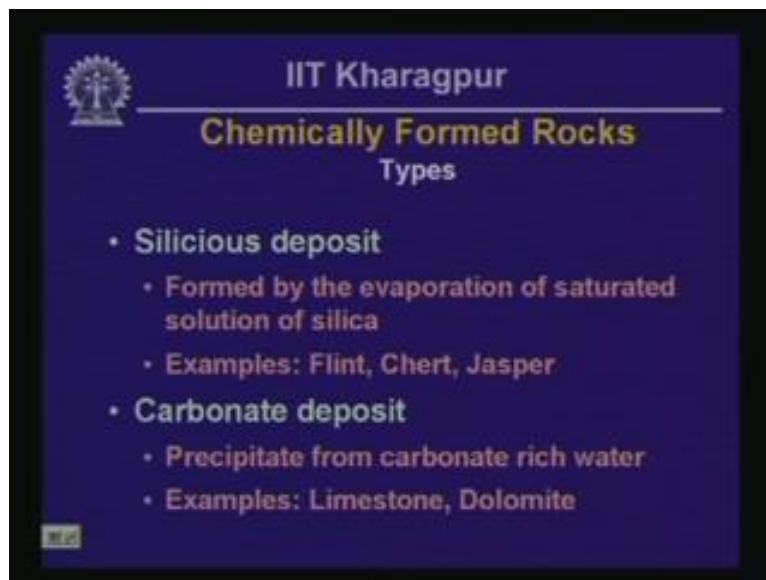 IIT Kharagpur
Chemically Formed Rocks
Types
• Silicious deposit
• Formed by the evaporation of saturated
solution of silica
• Examples: Flint, Chert, Jasper
• Carbonate deposit
• Precipitate from carbonate rich water
• Examples: Limestone, Dolomite